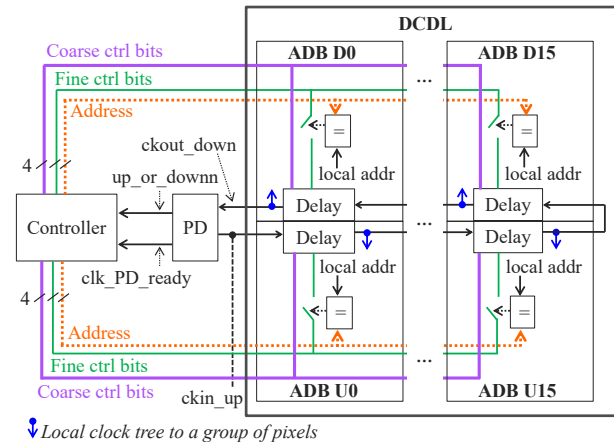 DCDL
ADB D0
ADB D15
Coarse ctrl bits
Fine ctrl bits
Address
...
ckout_down
=
=
4
up_or_downn
local addr
local addr
Controller
PD
Delay
...
Delay
Delay
Delay
clk_PD_ready
local addr
local addr
4
=
=
Address
Fine ctrl bits
...
Coarse ctrl bits
ckin_up
ADB U0
ADB U15
Local clock tree to a group of pixels